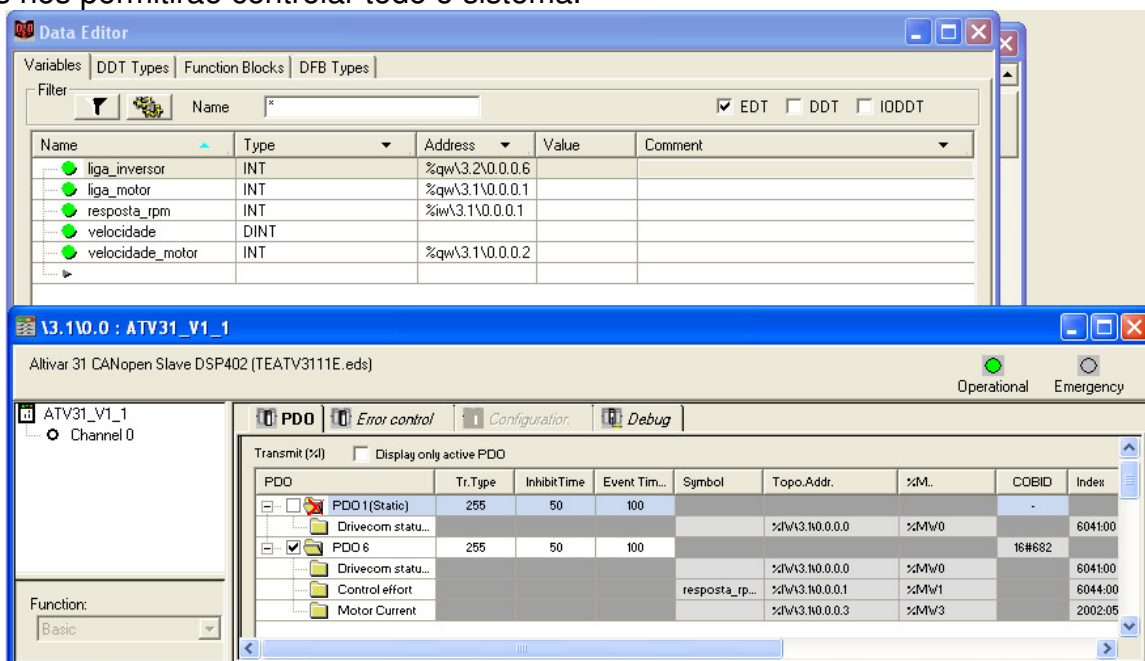 s nos permitirão controlar todo o sistema.
Data Editor
Variables DDT Types Function Blocks DFB Types
Filter
Name * EDT DDT IODDT
Name Type Address Value Comment
liga_inversor INT %qw\3.2\0.0.0.6
liga_motor INT %qw\3.1\0.0.0.1
resposta_rpm INT %iw\3.1\0.0.0.1
velocidade DINT
velocidade_motor INT %qw\3.1\0.0.0.2
\3.1\0.0 : ATV31_V1_1
Altivar 31 CANopen Slave DSP402 (TEATV3111E.eds)
Operational Emergency
ATV31_V1_1
Channel 0
PDO Error control Configuration Debug
Transmit (%I) Display only active PDO
PDO Tr.Type InhibitTime Event Tim... Symbol Topo.Addr. %M.. COBID Index
PDO 1 (Static) 255 50 100 -
Drivecom statu... %IW\3.1\0.0.0.0 %MW0 6041:00
PDO 6 255 50 100 16#682
Drivecom statu... %IW\3.1\0.0.0.0 %MW0 6041:00
Control effort resposta_rp... %IW\3.1\0.0.0.1 %MW1 6044:00
Motor Current %IW\3.1\0.0.0.3 %MW3 2002:05
Function:
Basic